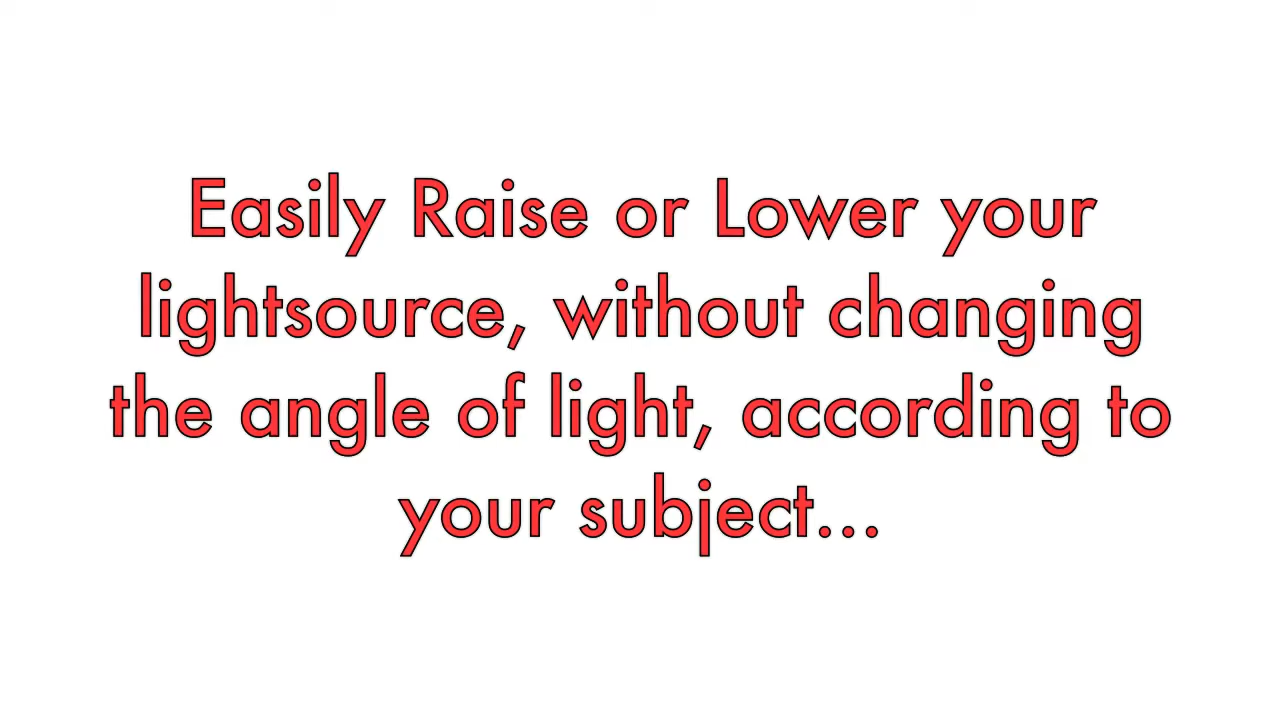 Easily Raise or Lower your
lightsource, without changing
the angle of light, according to
your subject...